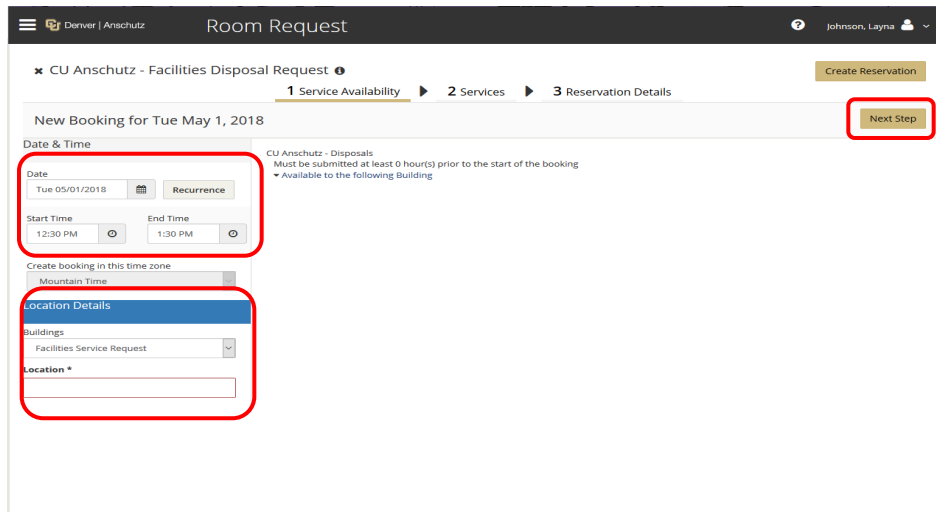 Denver | Anschutz Room Request ? Johnson, Layna
CU Anschutz - Facilities Disposal Request
Create Reservation
1 Service Availability 2 Services 3 Reservation Details
New Booking for Tue May 1, 2018
Next Step
Date & Time
CU Anschutz - Disposals
Must be submitted at least 0 hour(s) prior to the start of the booking
Available to the following Building
Date
Tue 05/01/2018 Recurrence
Start Time End Time
12:30 PM 1:30 PM
Create booking in this time zone
Mountain Time
Location Details
Buildings
Facilities Service Request
Location *